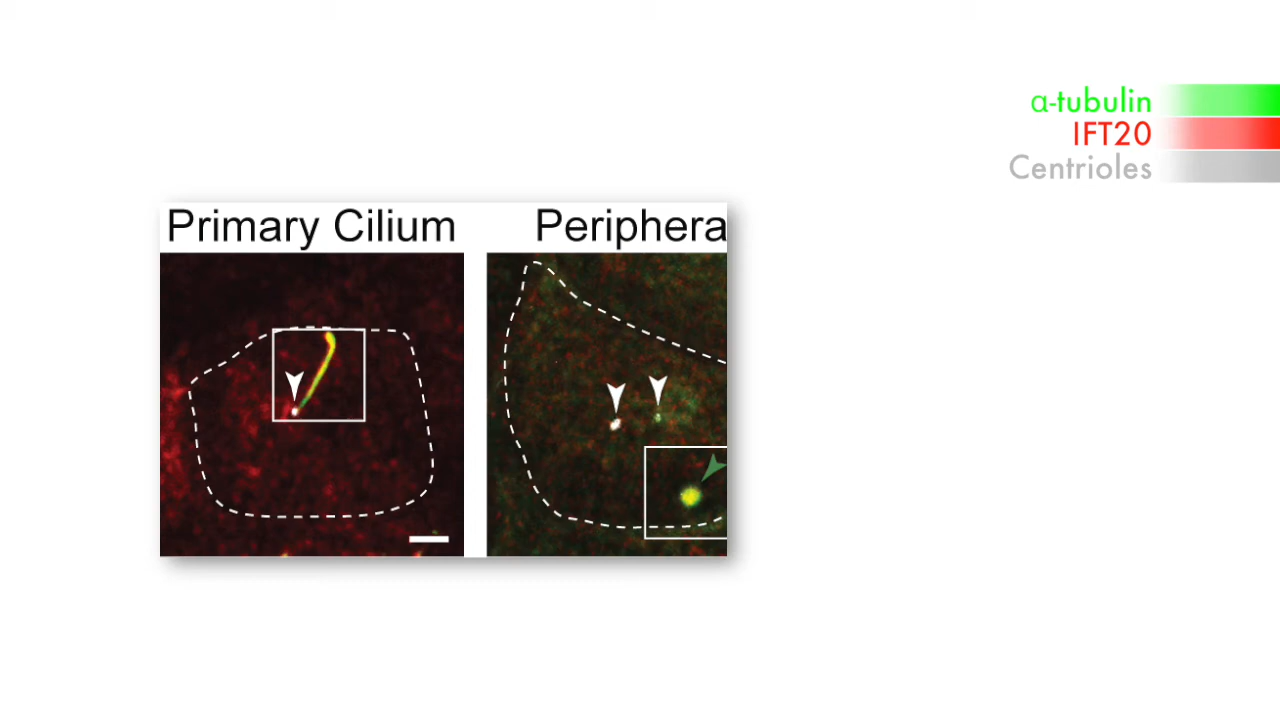 α-tubulin
IFT20
Centrioles
Primary Cilium
Periphera